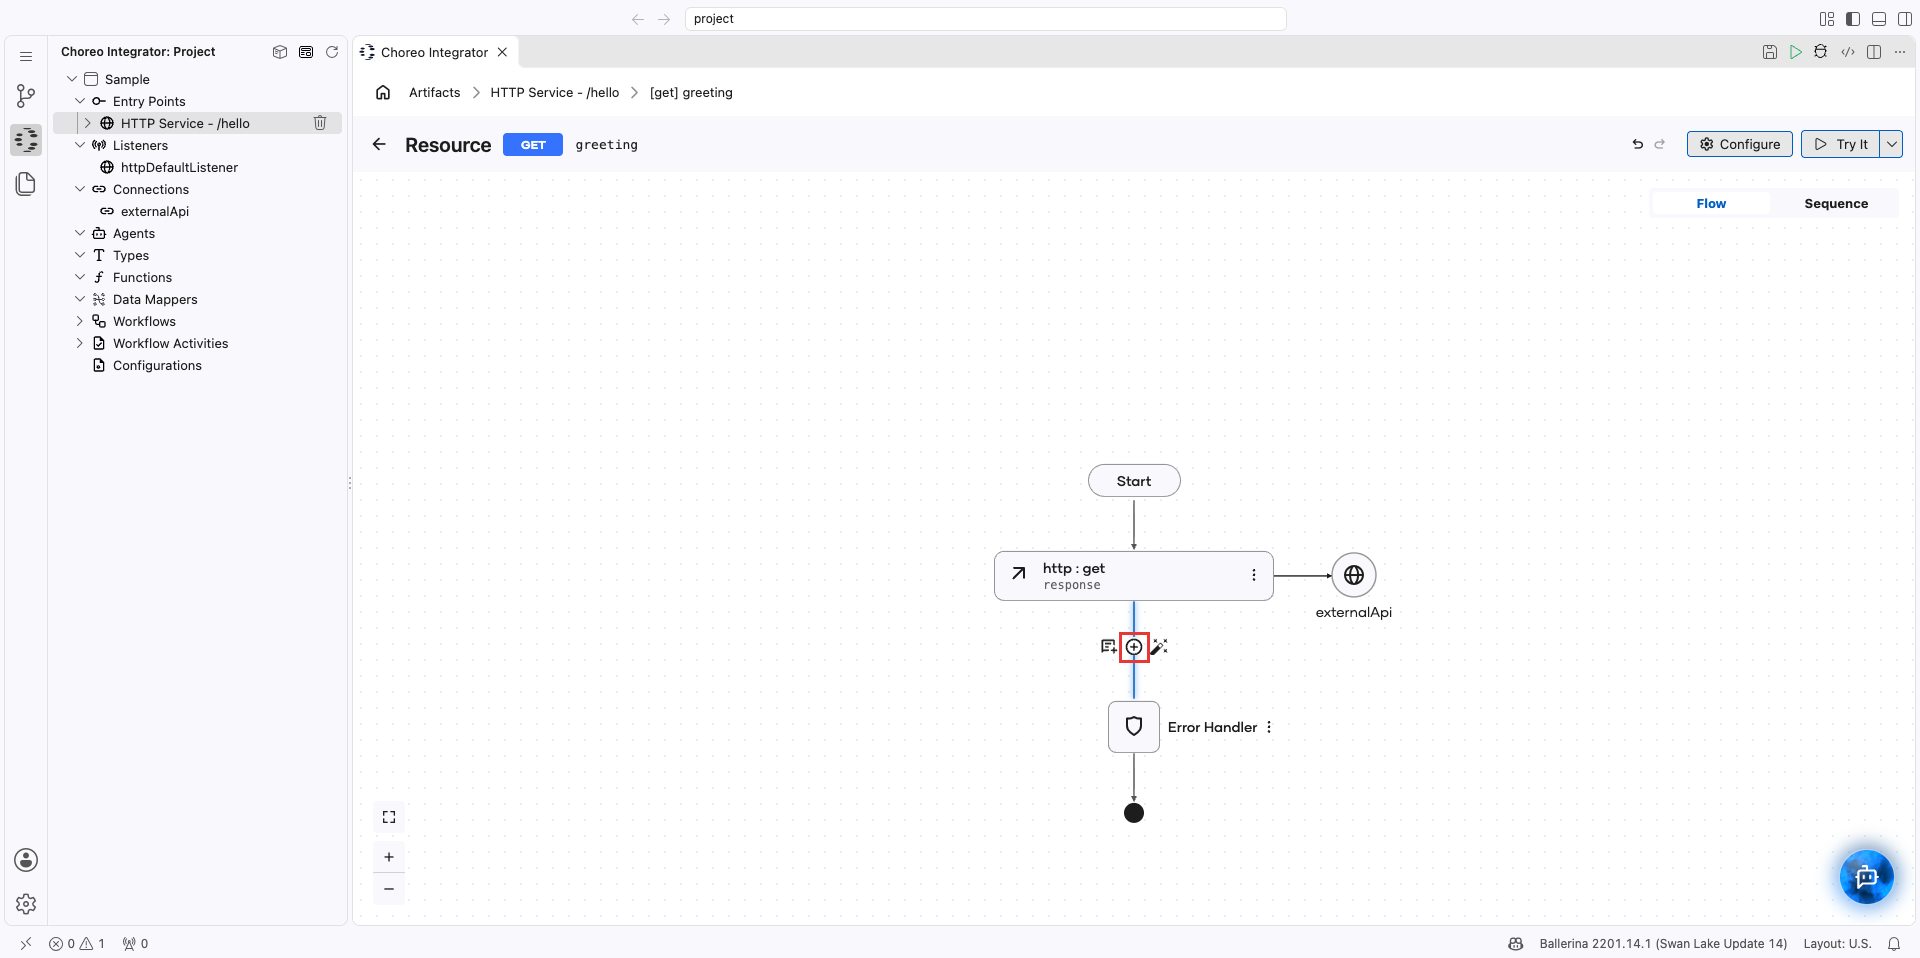 project
Choreo Integrator: Project
Choreo Integrator
Sample
Entry Points
HTTP Service - /hello
Listeners
httpDefaultListener
Connections
externalApi
Agents
Types
Functions
Data Mappers
Workflows
Workflow Activities
Configurations
Artifacts
HTTP Service - /hello
[get] greeting
Resource
GET
greeting
Configure
Try It
Flow
Sequence
Start
http : get
response
externalApi
Error Handler
0
1
0
Ballerina 2201.14.1 (Swan Lake Update 14)
Layout: U.S.